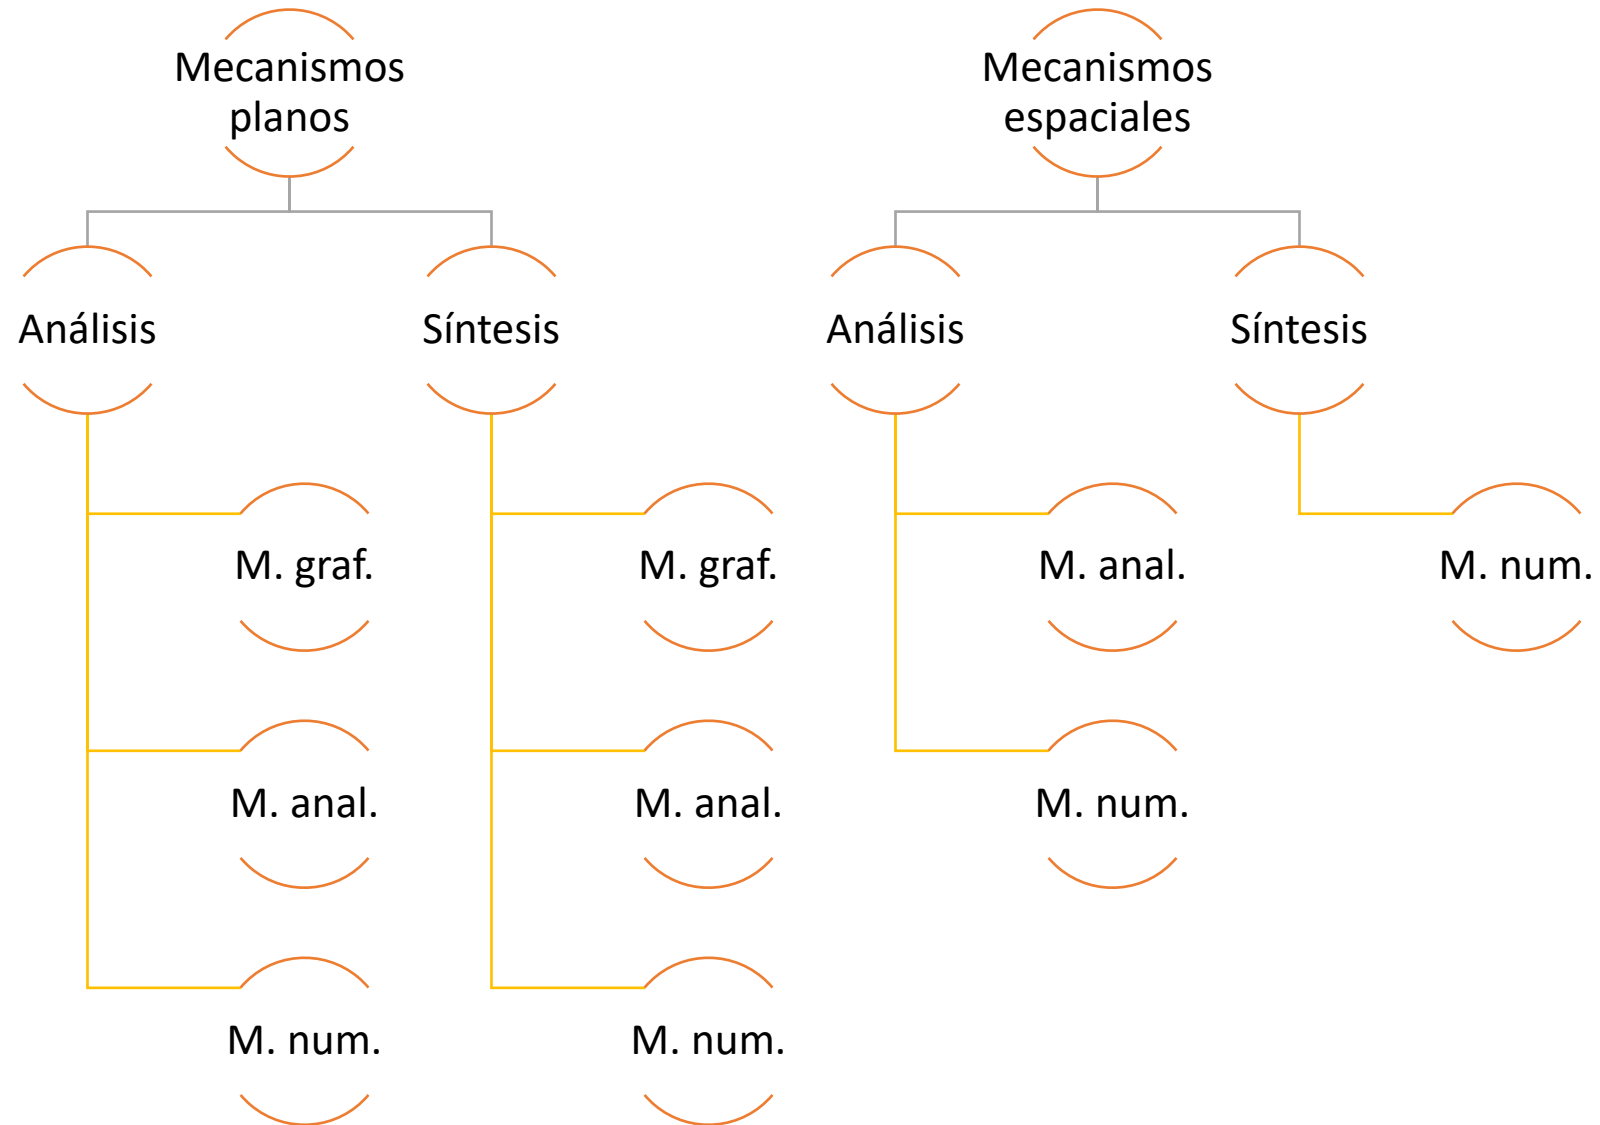 Mecanismos
planos
Análisis
M. graf.
M. anal.
M. num.
Síntesis
M. graf.
M. anal.
M. num.
Mecanismos
espaciales
Análisis
M. anal.
M. num.
Síntesis
M. num.